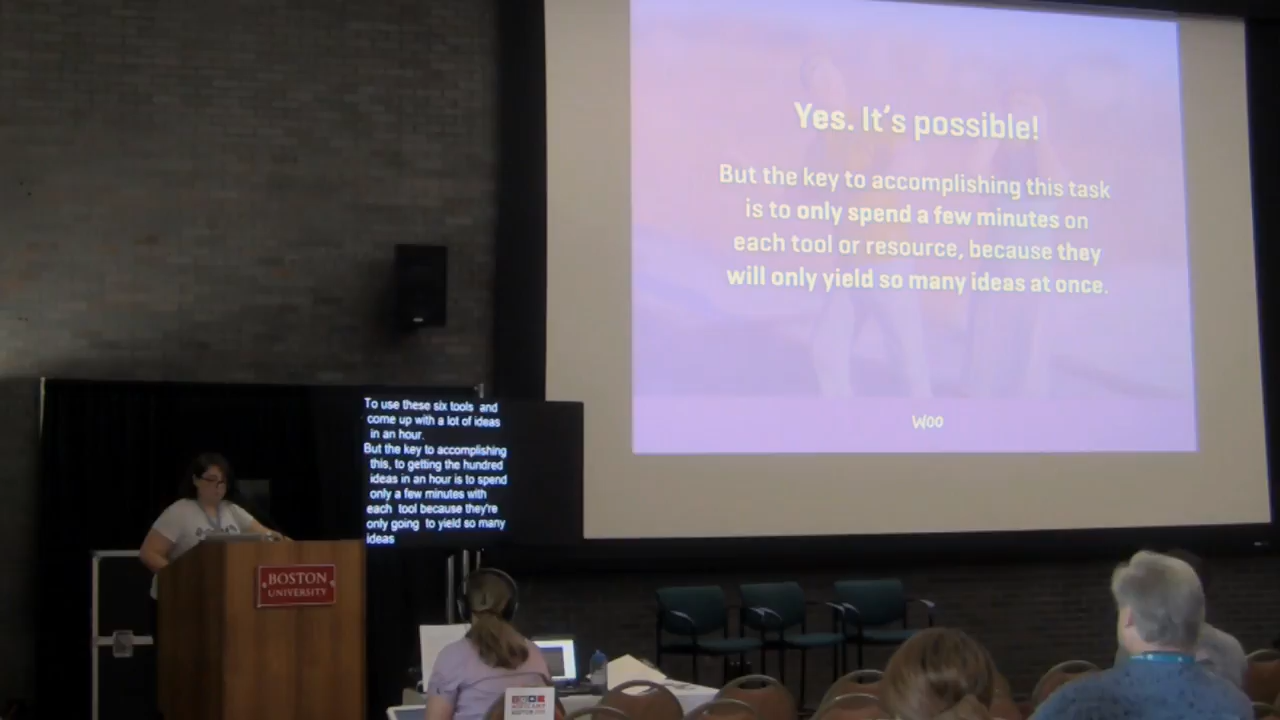 Yes. It's possible!
But the key to accomplishing this task
is to only spend a few minutes on
each tool or resource, because they
will only yield so many ideas at once.
Woo
To use these six tools and
come up with a lot of ideas
in an hour.
But the key to accomplishing
this, to getting the hundred
ideas in an hour is to spend
only a few minutes with
each tool because they're
only going to yield so many
ideas
BOSTON
UNIVERSITY